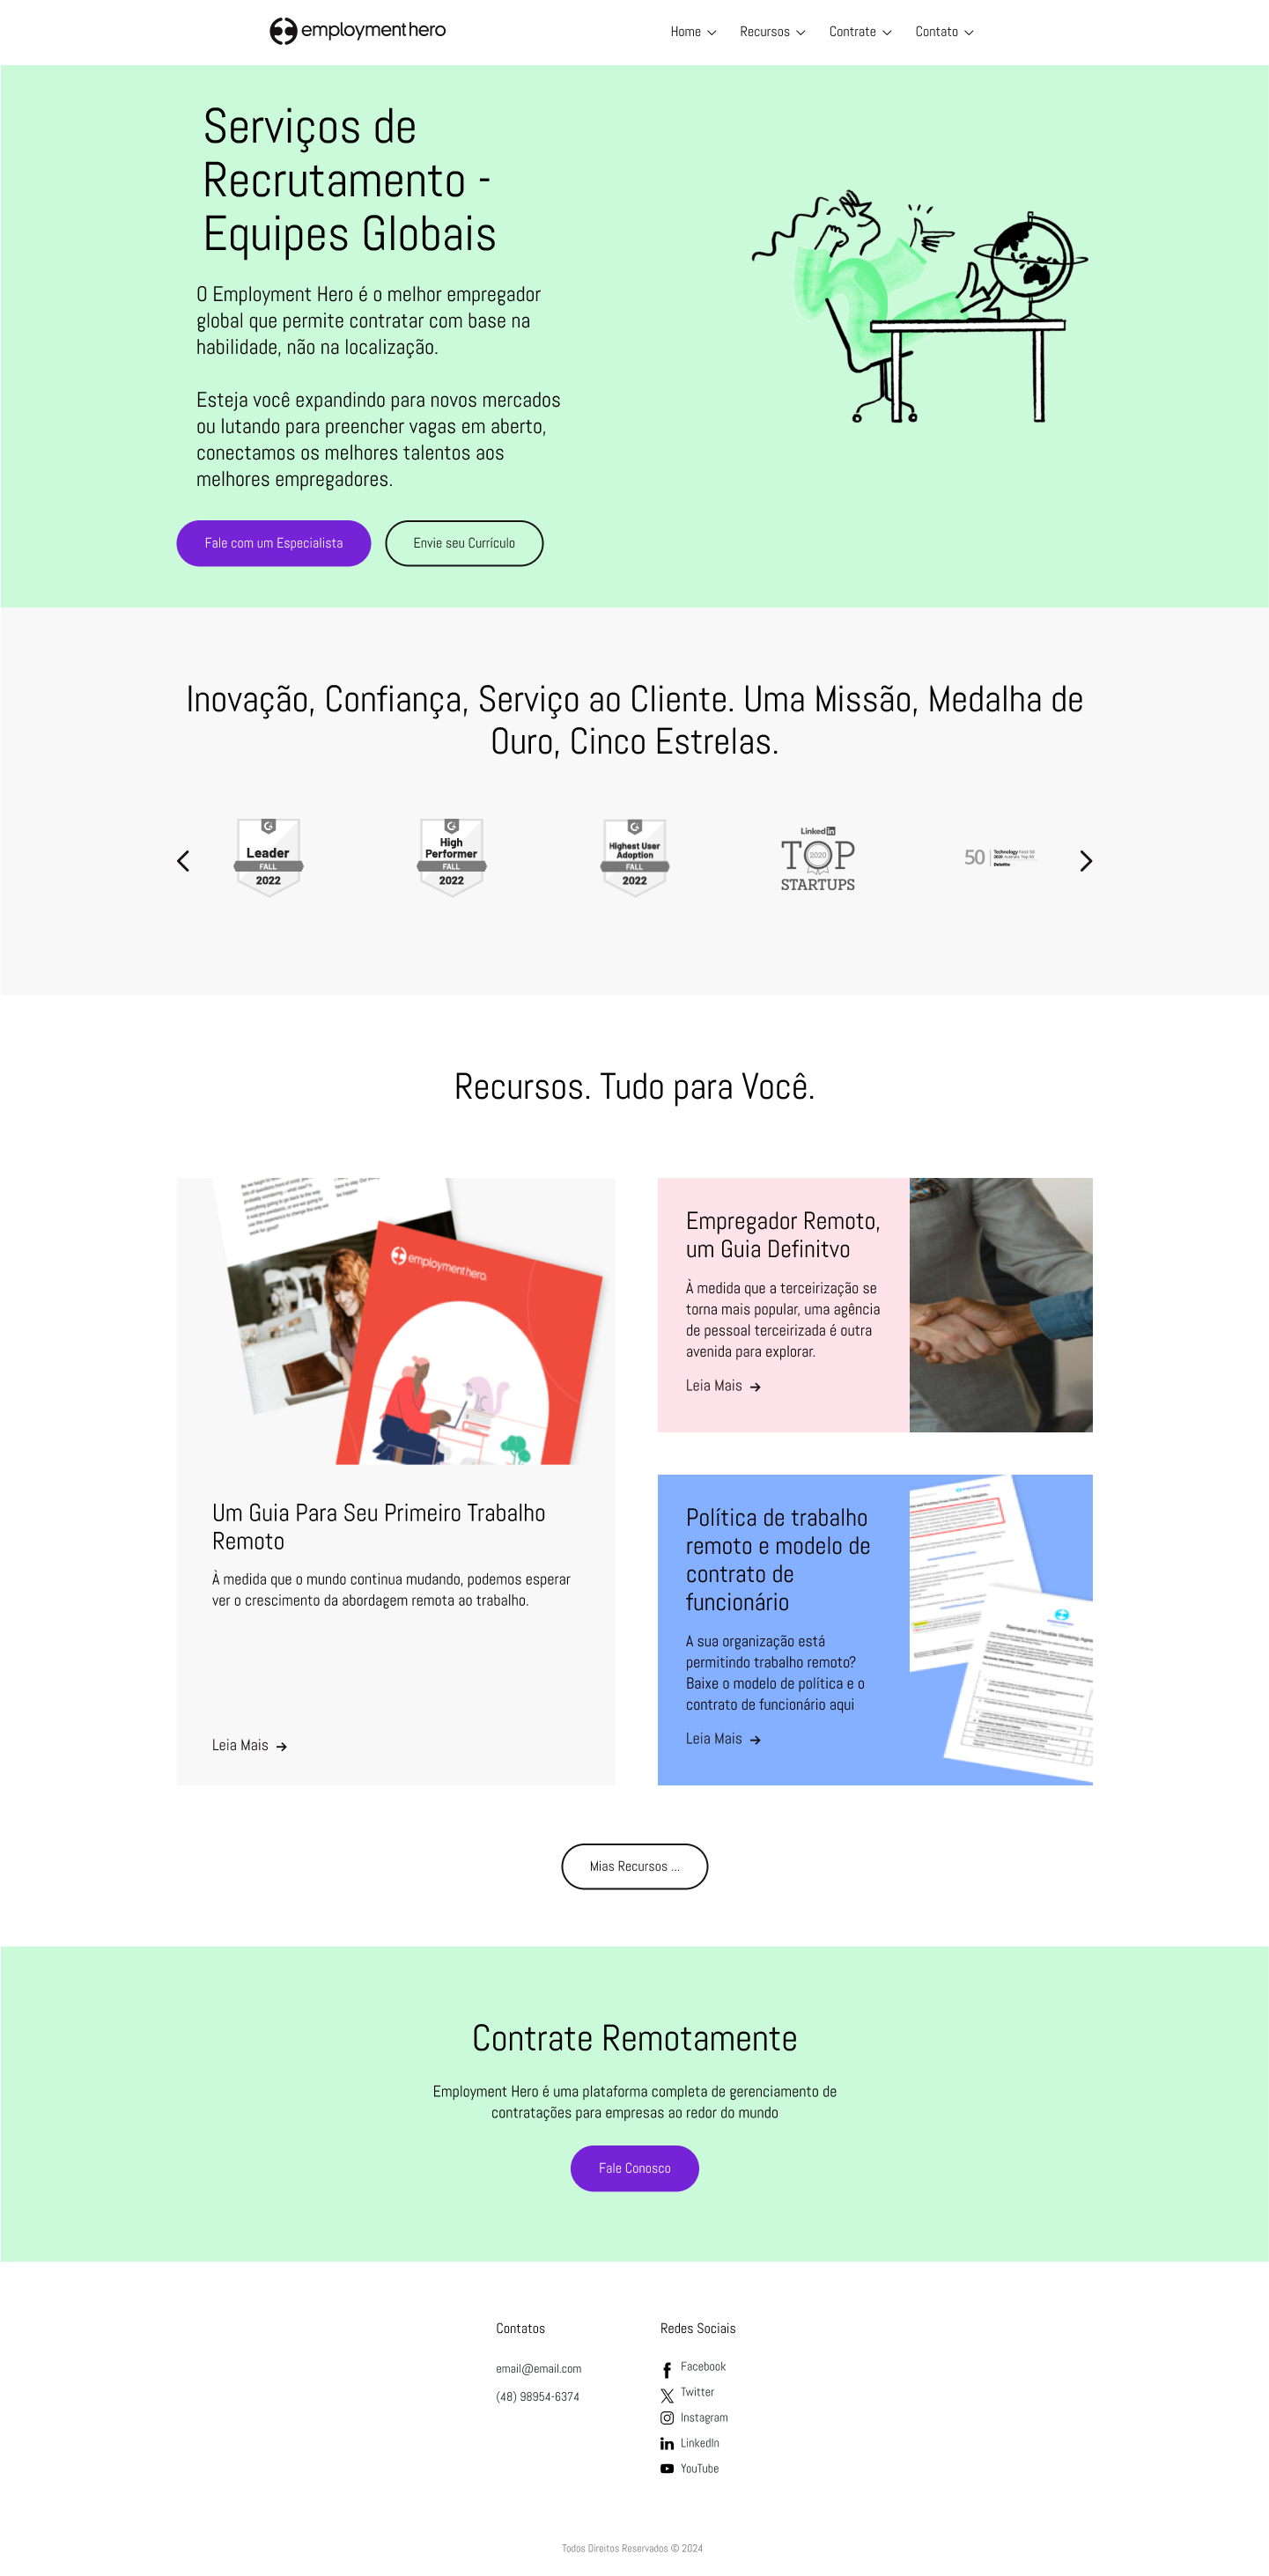 employmenthero
Home
Recursos
Contrate
Contato
Serviços de
Recrutamento -
Equipes Globais
O Employment Hero é o melhor empregador
global que permite contratar com base na
habilidade, não na localização.
Esteja você expandindo para novos mercados
ou lutando para preencher vagas em aberto,
conectamos os melhores talentos aos
melhores empregadores.
Fale com um Especialista
Envie seu Currículo
Inovação, Confiança, Serviço ao Cliente. Uma Missão, Medalha de
Ouro, Cinco Estrelas.
Leader
FALL
2022
High
Performer
FALL
2022
Highest User
Adoption
FALL
2022
Linked in
TOP
2020
STARTUPS
50
Technology Fast 50
2020 Australia Top 50
Deloitte.
Recursos. Tudo para Você.
employmenthero.
Um Guia Para Seu Primeiro Trabalho
Remoto
À medida que o mundo continua mudando, podemos esperar
ver o crescimento da abordagem remota ao trabalho.
Leia Mais
Empregador Remoto,
um Guia Definitvo
À medida que a terceirização se
torna mais popular, uma agência
de pessoal terceirizada é outra
avenida para explorar.
Leia Mais
Política de trabalho
remoto e modelo de
contrato de
funcionário
A sua organização está
permitindo trabalho remoto?
Baixe o modelo de política e o
contrato de funcionário aqui
Leia Mais
Remote and Flexible Working
Mias Recursos ...
Contrate Remotamente
Employment Hero é uma plataforma completa de gerenciamento de
contratações para empresas ao redor do mundo
Fale Conosco
Contatos
email@email.com
(48) 98954-6374
Redes Sociais
Facebook
Twitter
Instagram
LinkedIn
YouTube
Todos Direitos Reservados © 2024